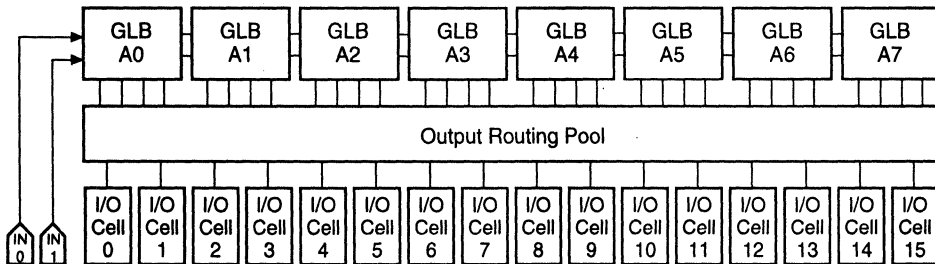 GLB A0
GLB A1
GLB A2
GLB A3
GLB A4
GLB A5
GLB A6
GLB A7
Output Routing Pool
IN 0
IN 1
I/O Cell 0
I/O Cell 1
I/O Cell 2
I/O Cell 3
I/O Cell 4
I/O Cell 5
I/O Cell 6
I/O Cell 7
I/O Cell 8
I/O Cell 9
I/O Cell 10
I/O Cell 11
I/O Cell 12
I/O Cell 13
I/O Cell 14
I/O Cell 15